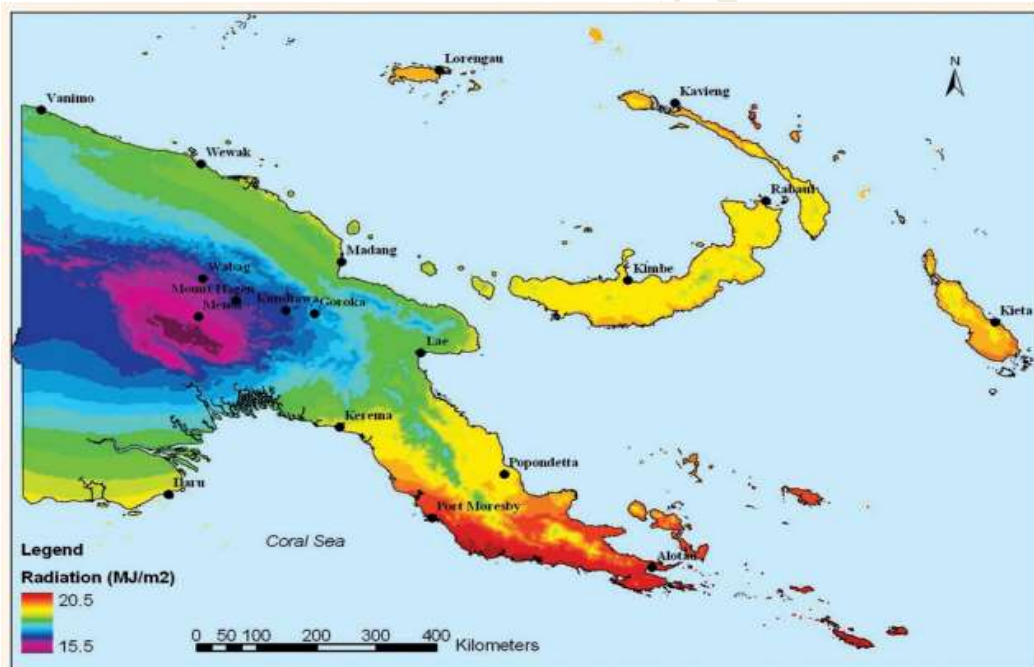 Lorengau
N
Kavieng
Vanimo
Wewak
Rabaul
Madang
Wabag
Kimbe
Mount Hagen
Kundiawa
Goroka
Mendi
Kieta
Lae
Kerema
Popondetta
Daru
Port Moresby
Coral Sea
Alotau
Legend
Radiation (MJ/m2)
20.5
15.5
0 50 100 200 300 400
Kilometers